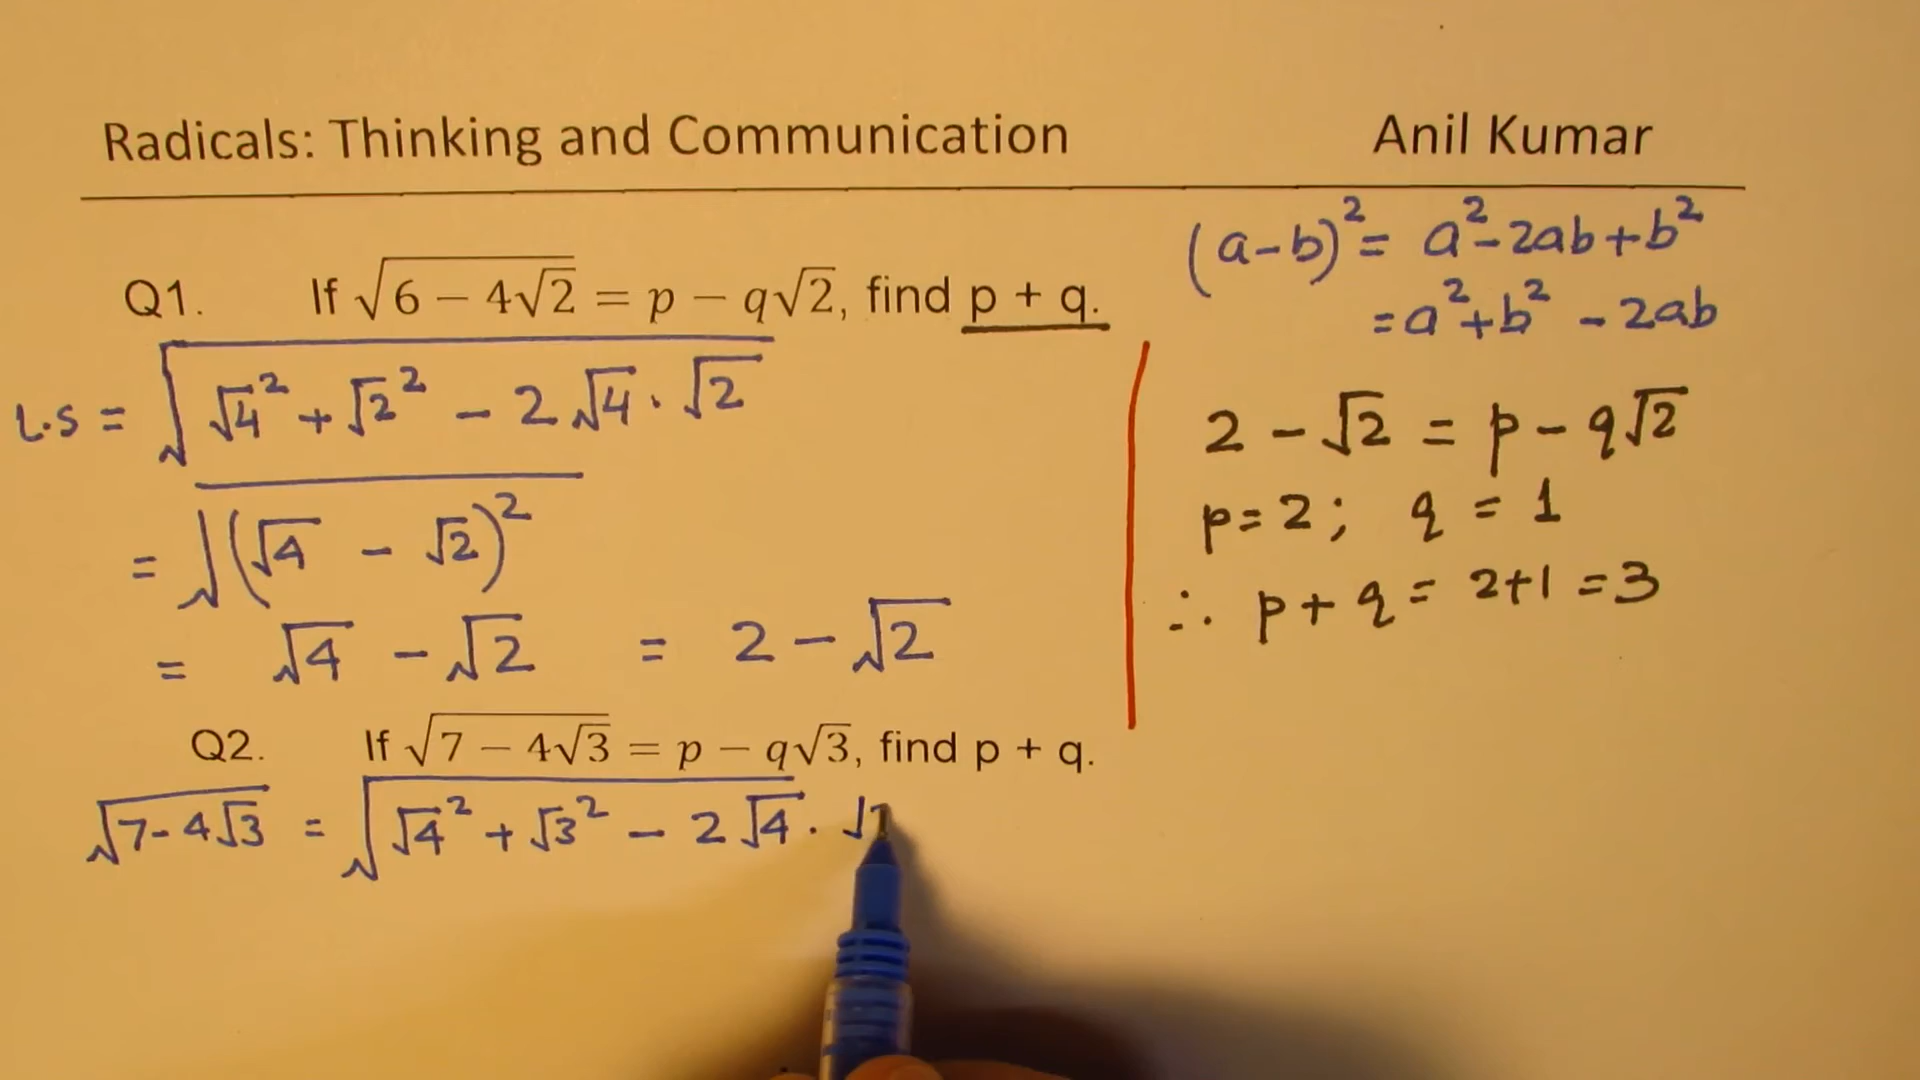 Radicals: Thinking and Communication Anil Kumar
Q1. If √(6 − 4√2) = p − q√2, find p + q.
L.S = √(√4² + √2² − 2√4 · √2)
= √(√4 − √2)²
= √4 − √2 = 2 − √2
(a−b)² = a² − 2ab + b²
= a² + b² − 2ab
2 − √2 = p − q√2
p = 2; q = 1
∴ p + q = 2+1 = 3
Q2. If √(7 − 4√3) = p − q√3, find p + q.
√(7 − 4√3) = √(√4² + √3² − 2√4 · √